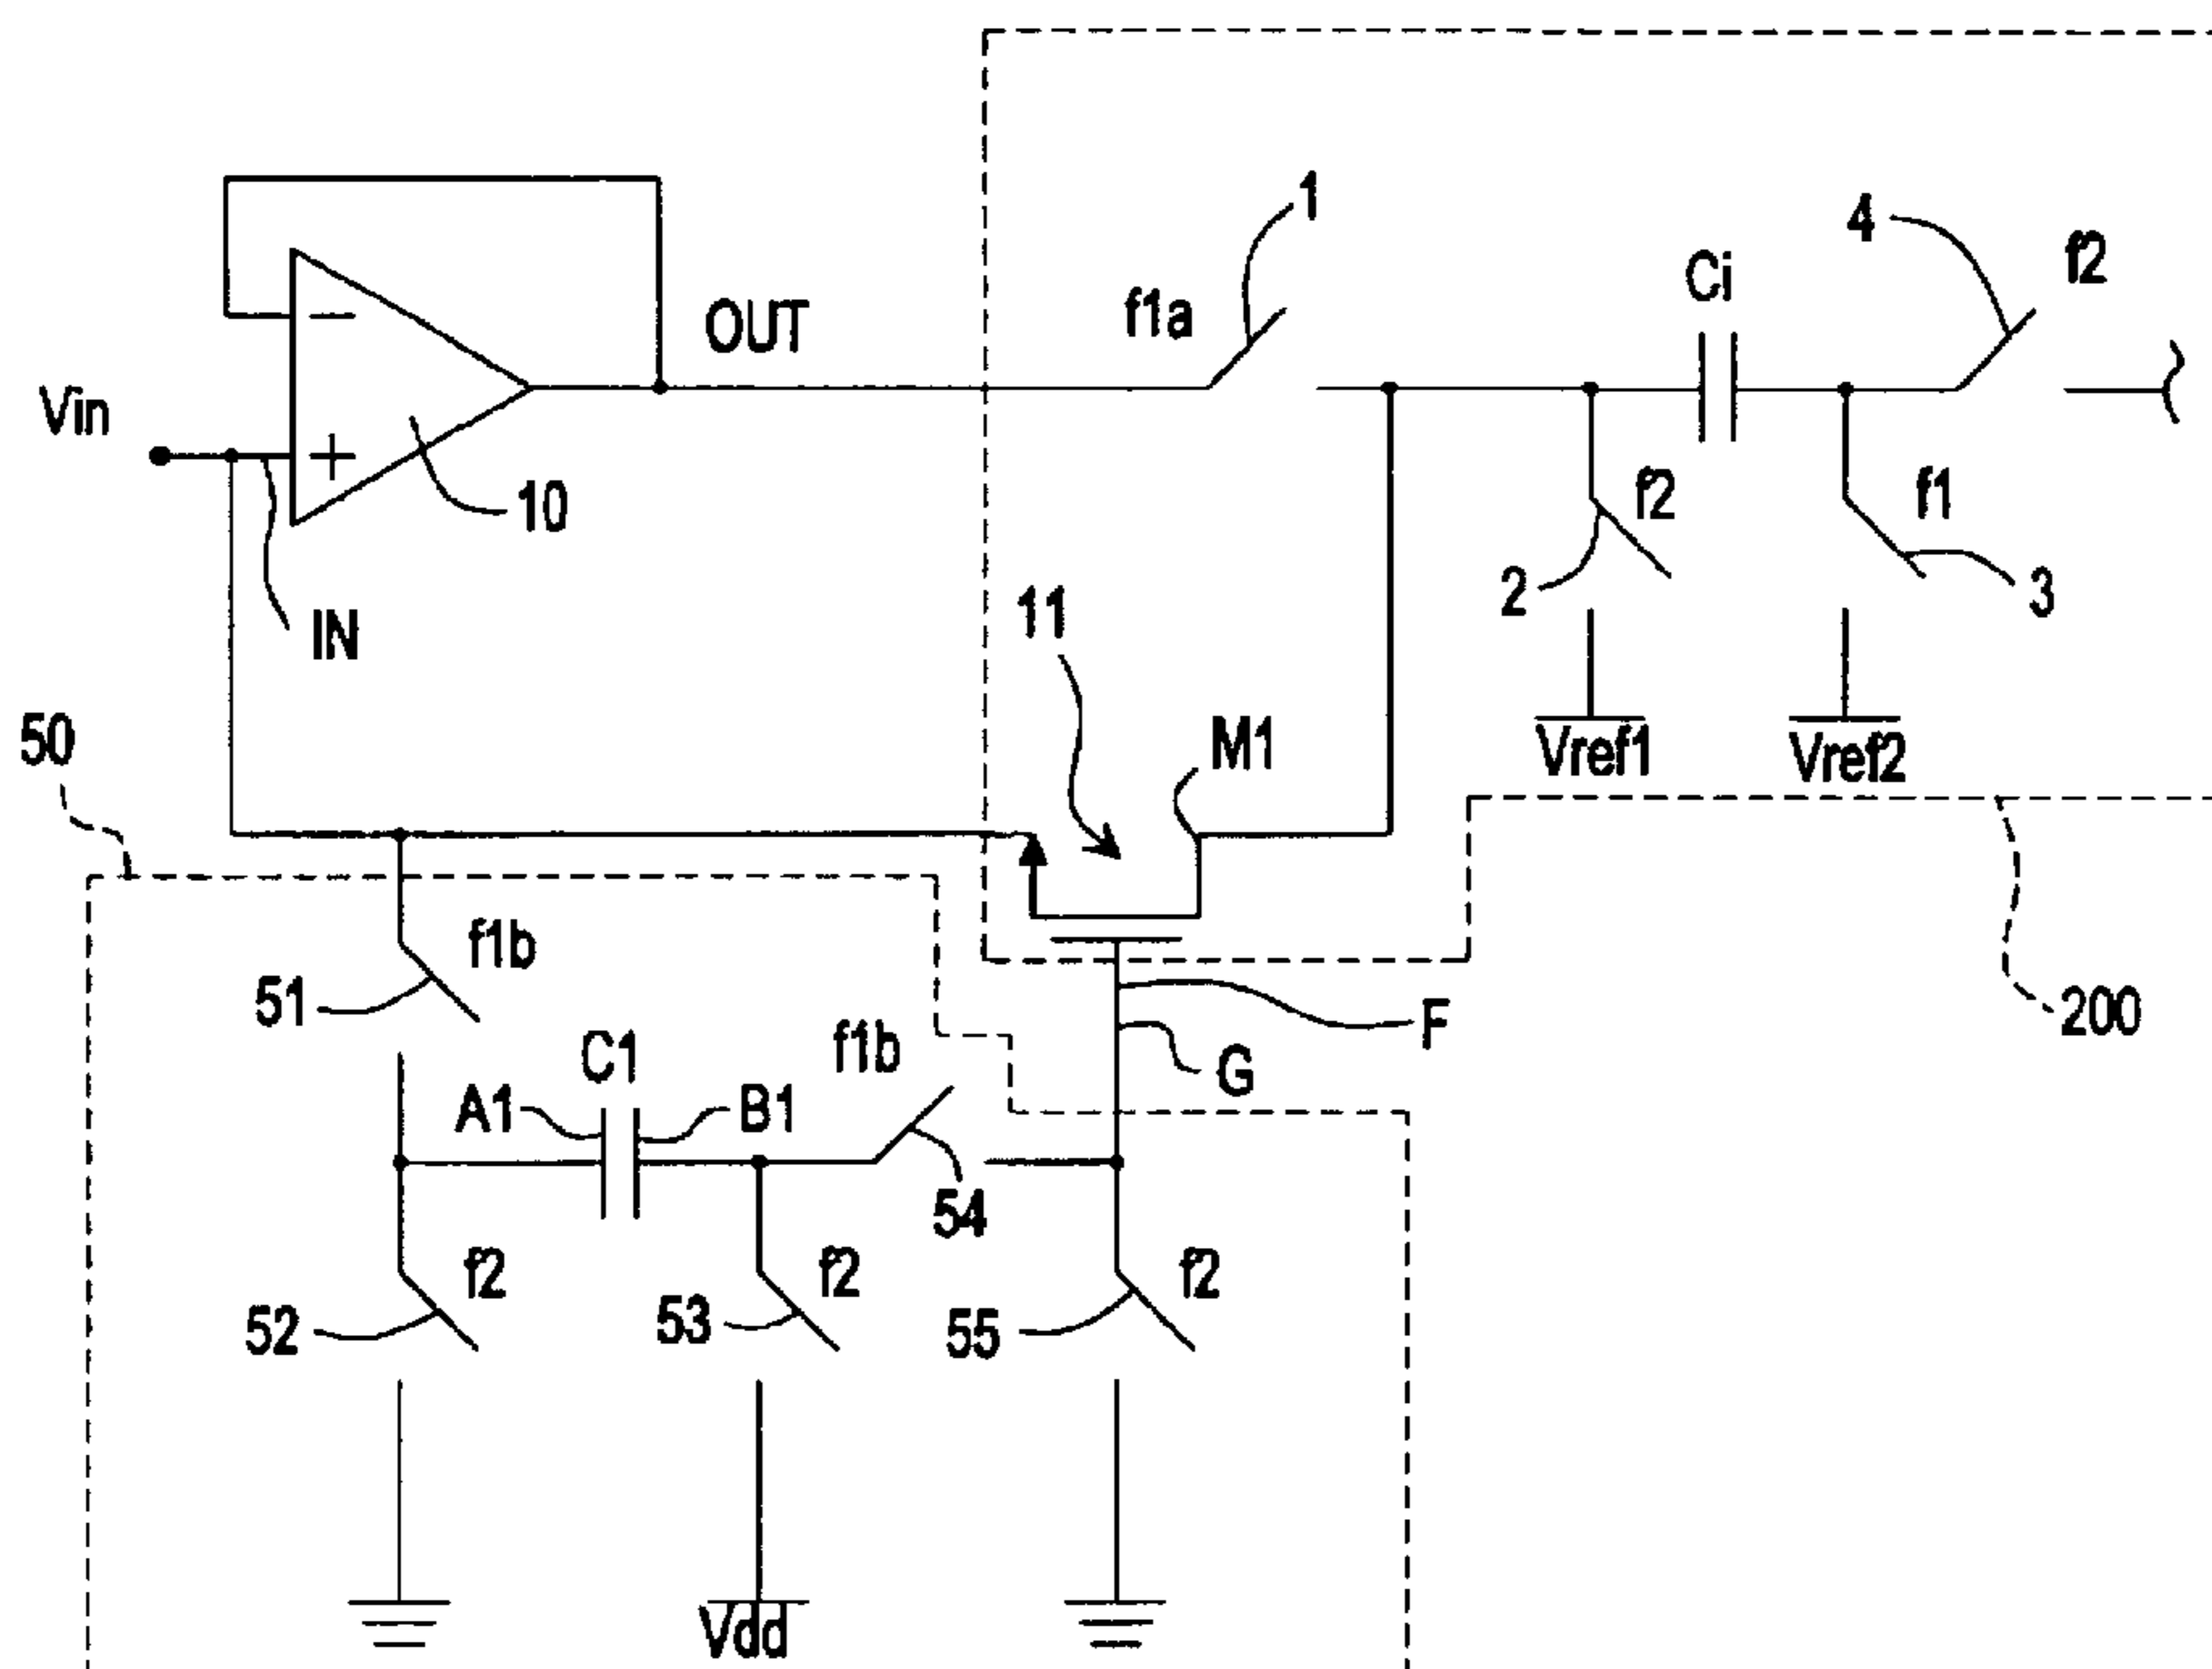 1
4
f2
Ci
f1a
OUT
Vin
−
+
10
IN
f2
f1
2
3
11
Vref1
Vref2
50
M1
f1b
51
200
F
f1b
G
C1
A1
B1
54
f2
f2
f2
52
53
55
Vdd